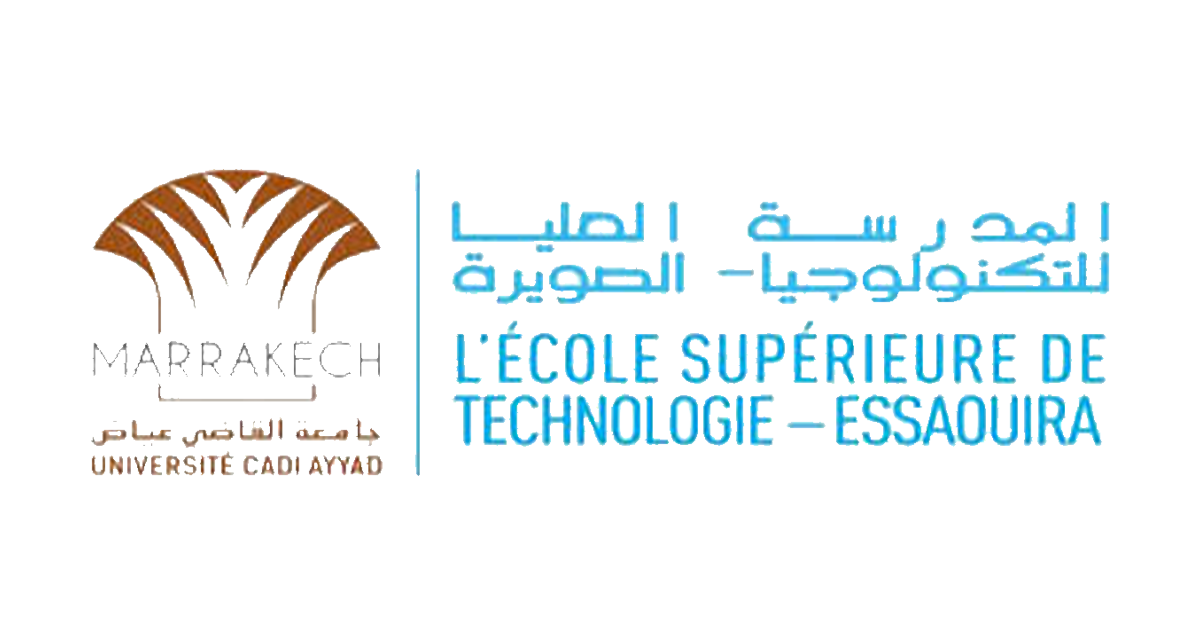 MARRAKECH
جامعة القاضي عياض
UNIVERSITÉ CADI AYYAD
المدرسة العليا
للتكنولوجيا – الصويرة
L'ÉCOLE SUPÉRIEURE DE
TECHNOLOGIE – ESSAOUIRA